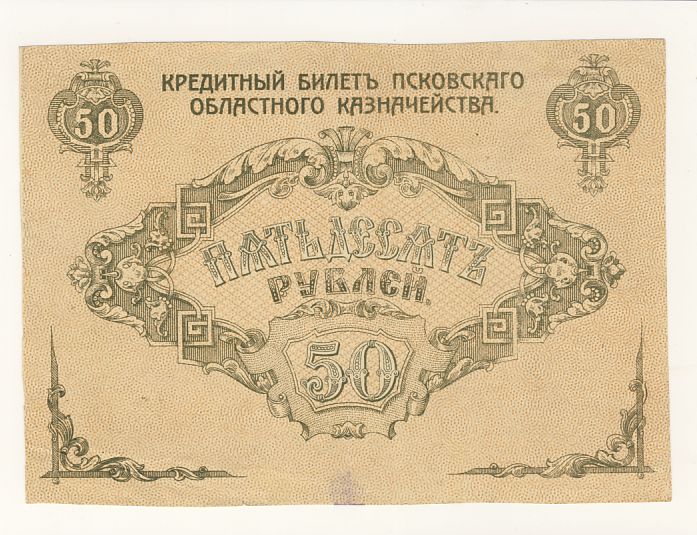 КРЕДИТНЫЙ БИЛЕТЪ ПСКОВСКАГО
ОБЛАСТНОГО КАЗНАЧЕЙСТВА.
50 50
ПЯТЬДЕСЯТЪ
РУБЛЕЙ.
50